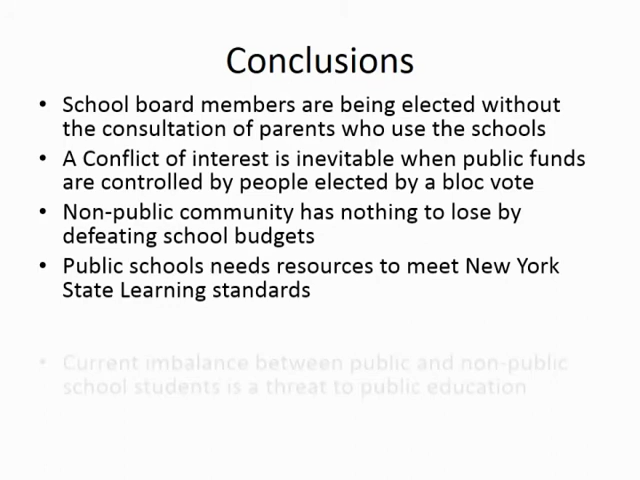 Conclusions
• School board members are being elected without
the consultation of parents who use the schools
• A Conflict of interest is inevitable when public funds
are controlled by people elected by a bloc vote
• Non-public community has nothing to lose by
defeating school budgets
• Public schools needs resources to meet New York
State Learning standards
• Current imbalance between public and non-public
school students is a threat to public education